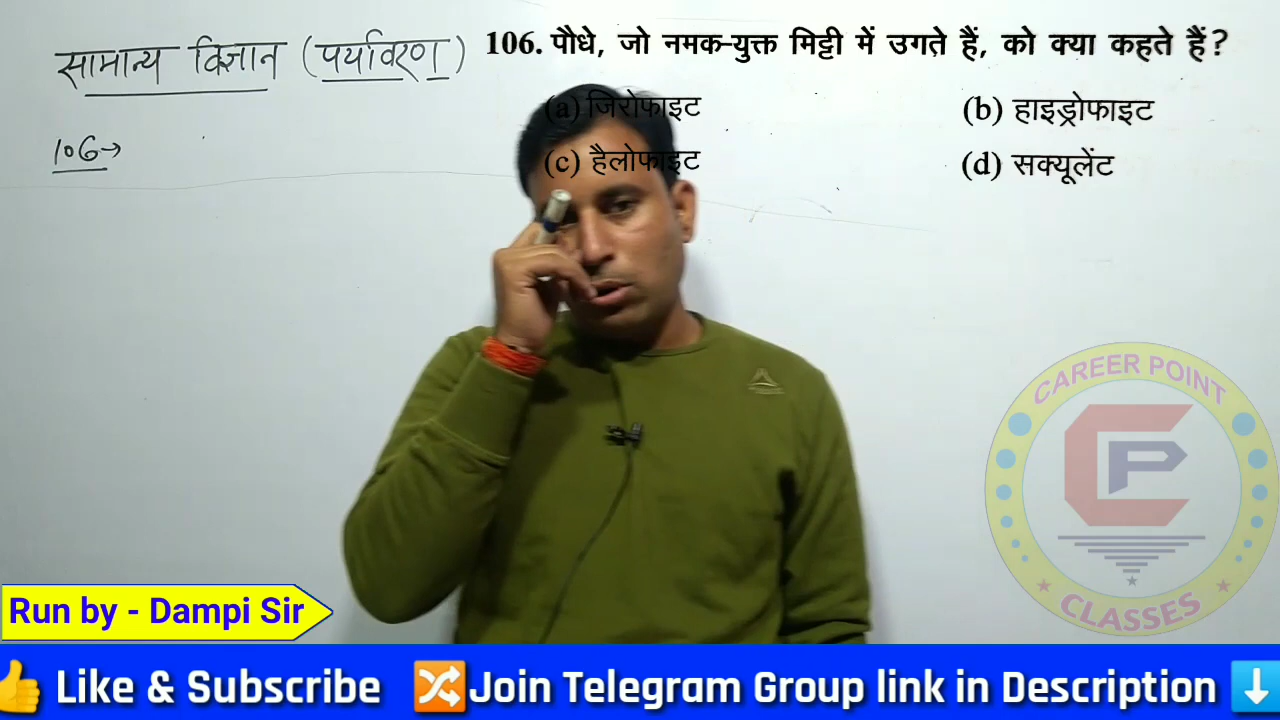 सामान्य विज्ञान (पर्यावरण)
106→
106. पौधे, जो नमक-युक्त मिट्टी में उगते हैं, को क्या कहते हैं?
(a) जिरोफाइट
(b) हाइड्रोफाइट
(c) हैलोफाइट
(d) सक्यूलेंट
CAREER POINT
CP
CLASSES
Run by - Dampi Sir
Like & Subscribe
Join Telegram Group link in Description